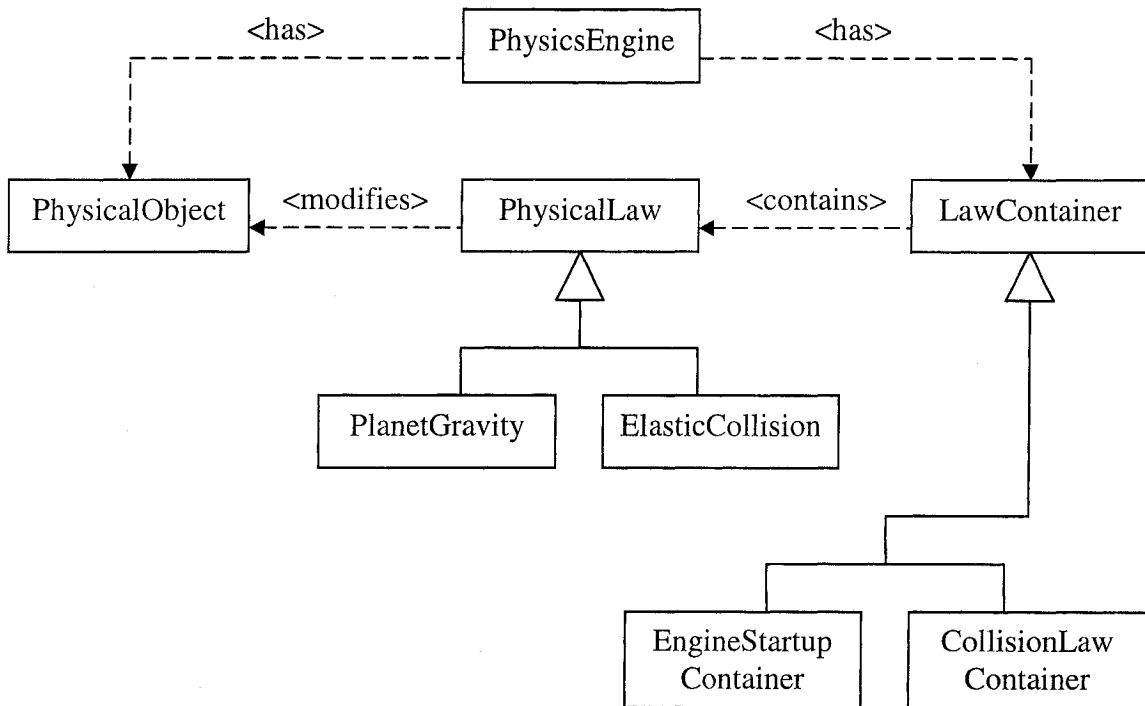 <has>
PhysicsEngine
<has>
PhysicalObject
<modifies>
PhysicalLaw
<contains>
LawContainer
PlanetGravity
ElasticCollision
EngineStartup
Container
CollisionLaw
Container